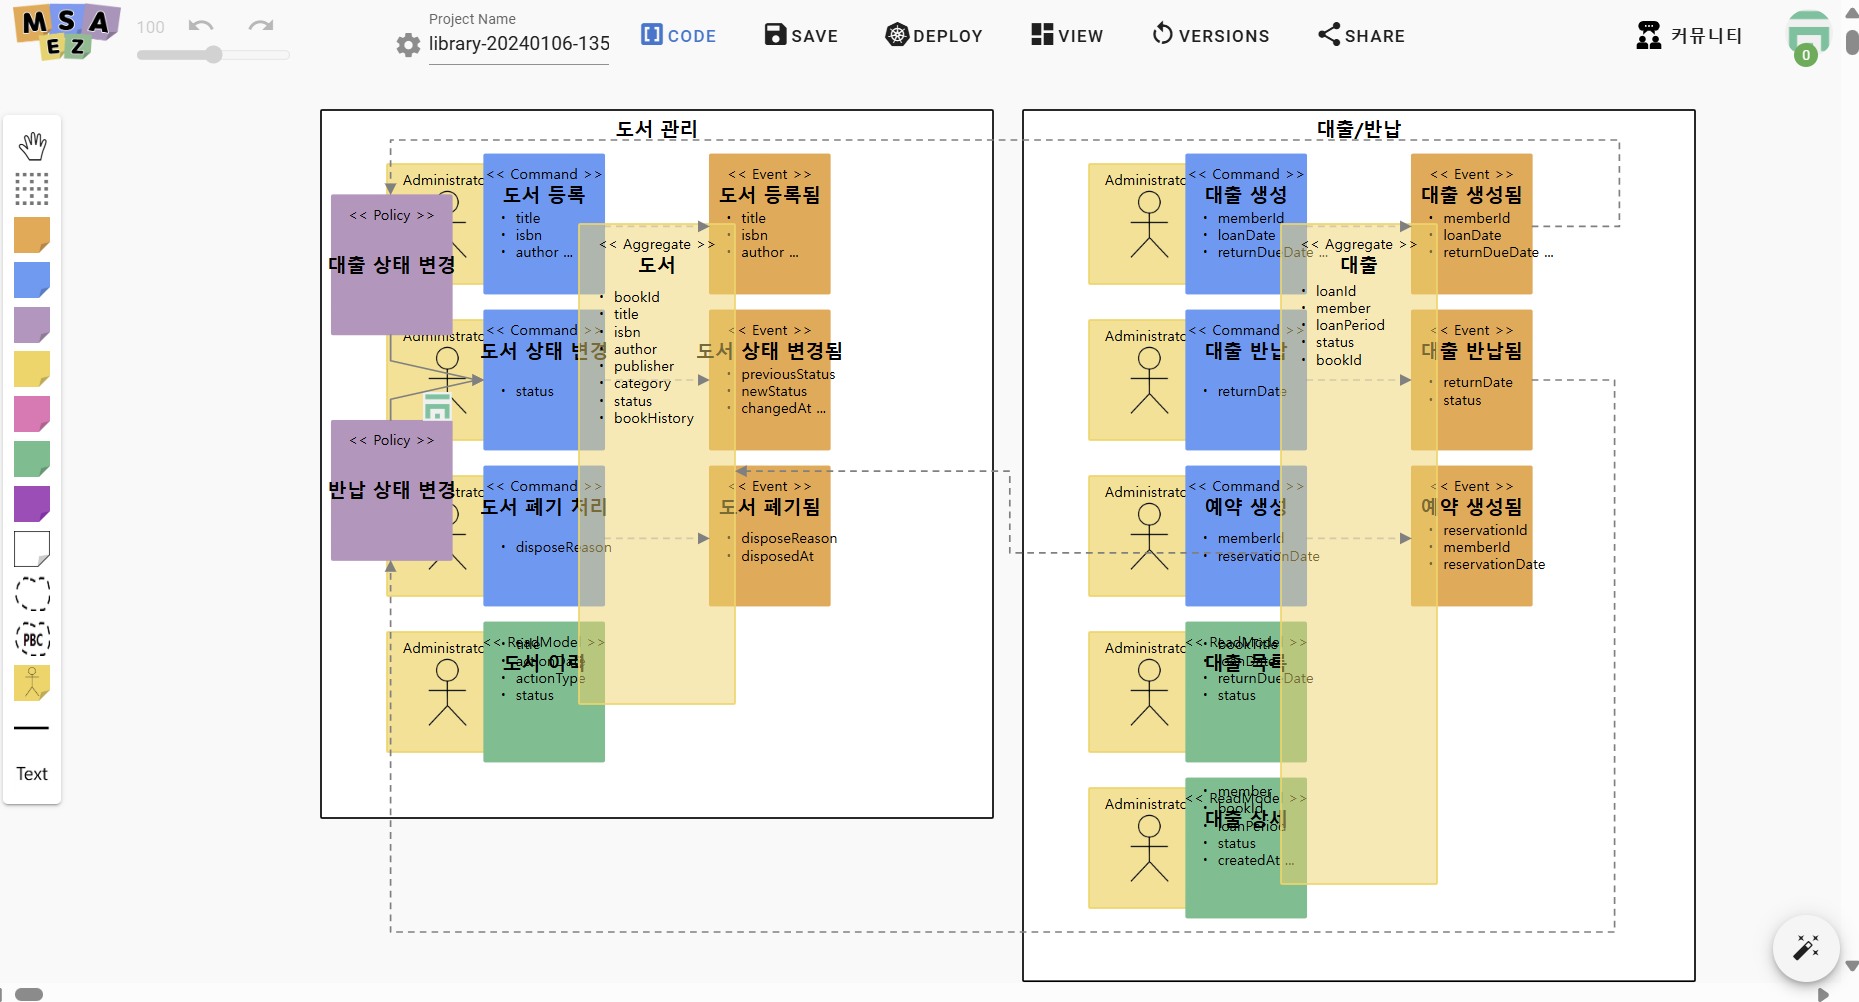 MSA
EZ
100
Project Name
library-20240106-135
CODE
SAVE
DEPLOY
VIEW
VERSIONS
SHARE
커뮤니티
0
PBC
Text
도서 관리
Administrato
<< Command >>
도서 등록
title
isbn
author ...
<< Event >>
도서 등록됨
title
isbn
author ...
<< Policy >>
대출 상태 변경
<< Aggregate >>
도서
bookId
title
isbn
author
publisher
category
status
bookHistory
Administrato
<< Command >>
도서 상태 변경
status
<< Event >>
도서 상태 변경됨
previousStatus
newStatus
changedAt ...
<< Policy >>
반납 상태 변경
trato
<< Command >>
도서 폐기 처리
disposeReason
<< Event >>
도서 폐기됨
disposeReason
disposedAt
Administrato
<< ReadModel >>
도서 이력
title
actionDate
actionType
status
대출/반납
Administrato
<< Command >>
대출 생성
memberId
loanDate
returnDueDate ...
<< Event >>
대출 생성됨
memberId
loanDate
returnDueDate ...
<< Aggregate >>
대출
loanId
member
loanPeriod
status
bookId
Administrato
<< Command >>
대출 반납
returnDate
<< Event >>
대출 반납됨
returnDate
status
Administrato
<< Command >>
예약 생성
memberId
reservationDate
<< Event >>
예약 생성됨
reservationId
memberId
reservationDate
Administrato
<< ReadModel >>
대출 목록
bookTitle
loanDate
returnDueDate
status
Administrato
<< ReadModel >>
대출 상세
member
bookId
loanPeriod
status
createdAt ...